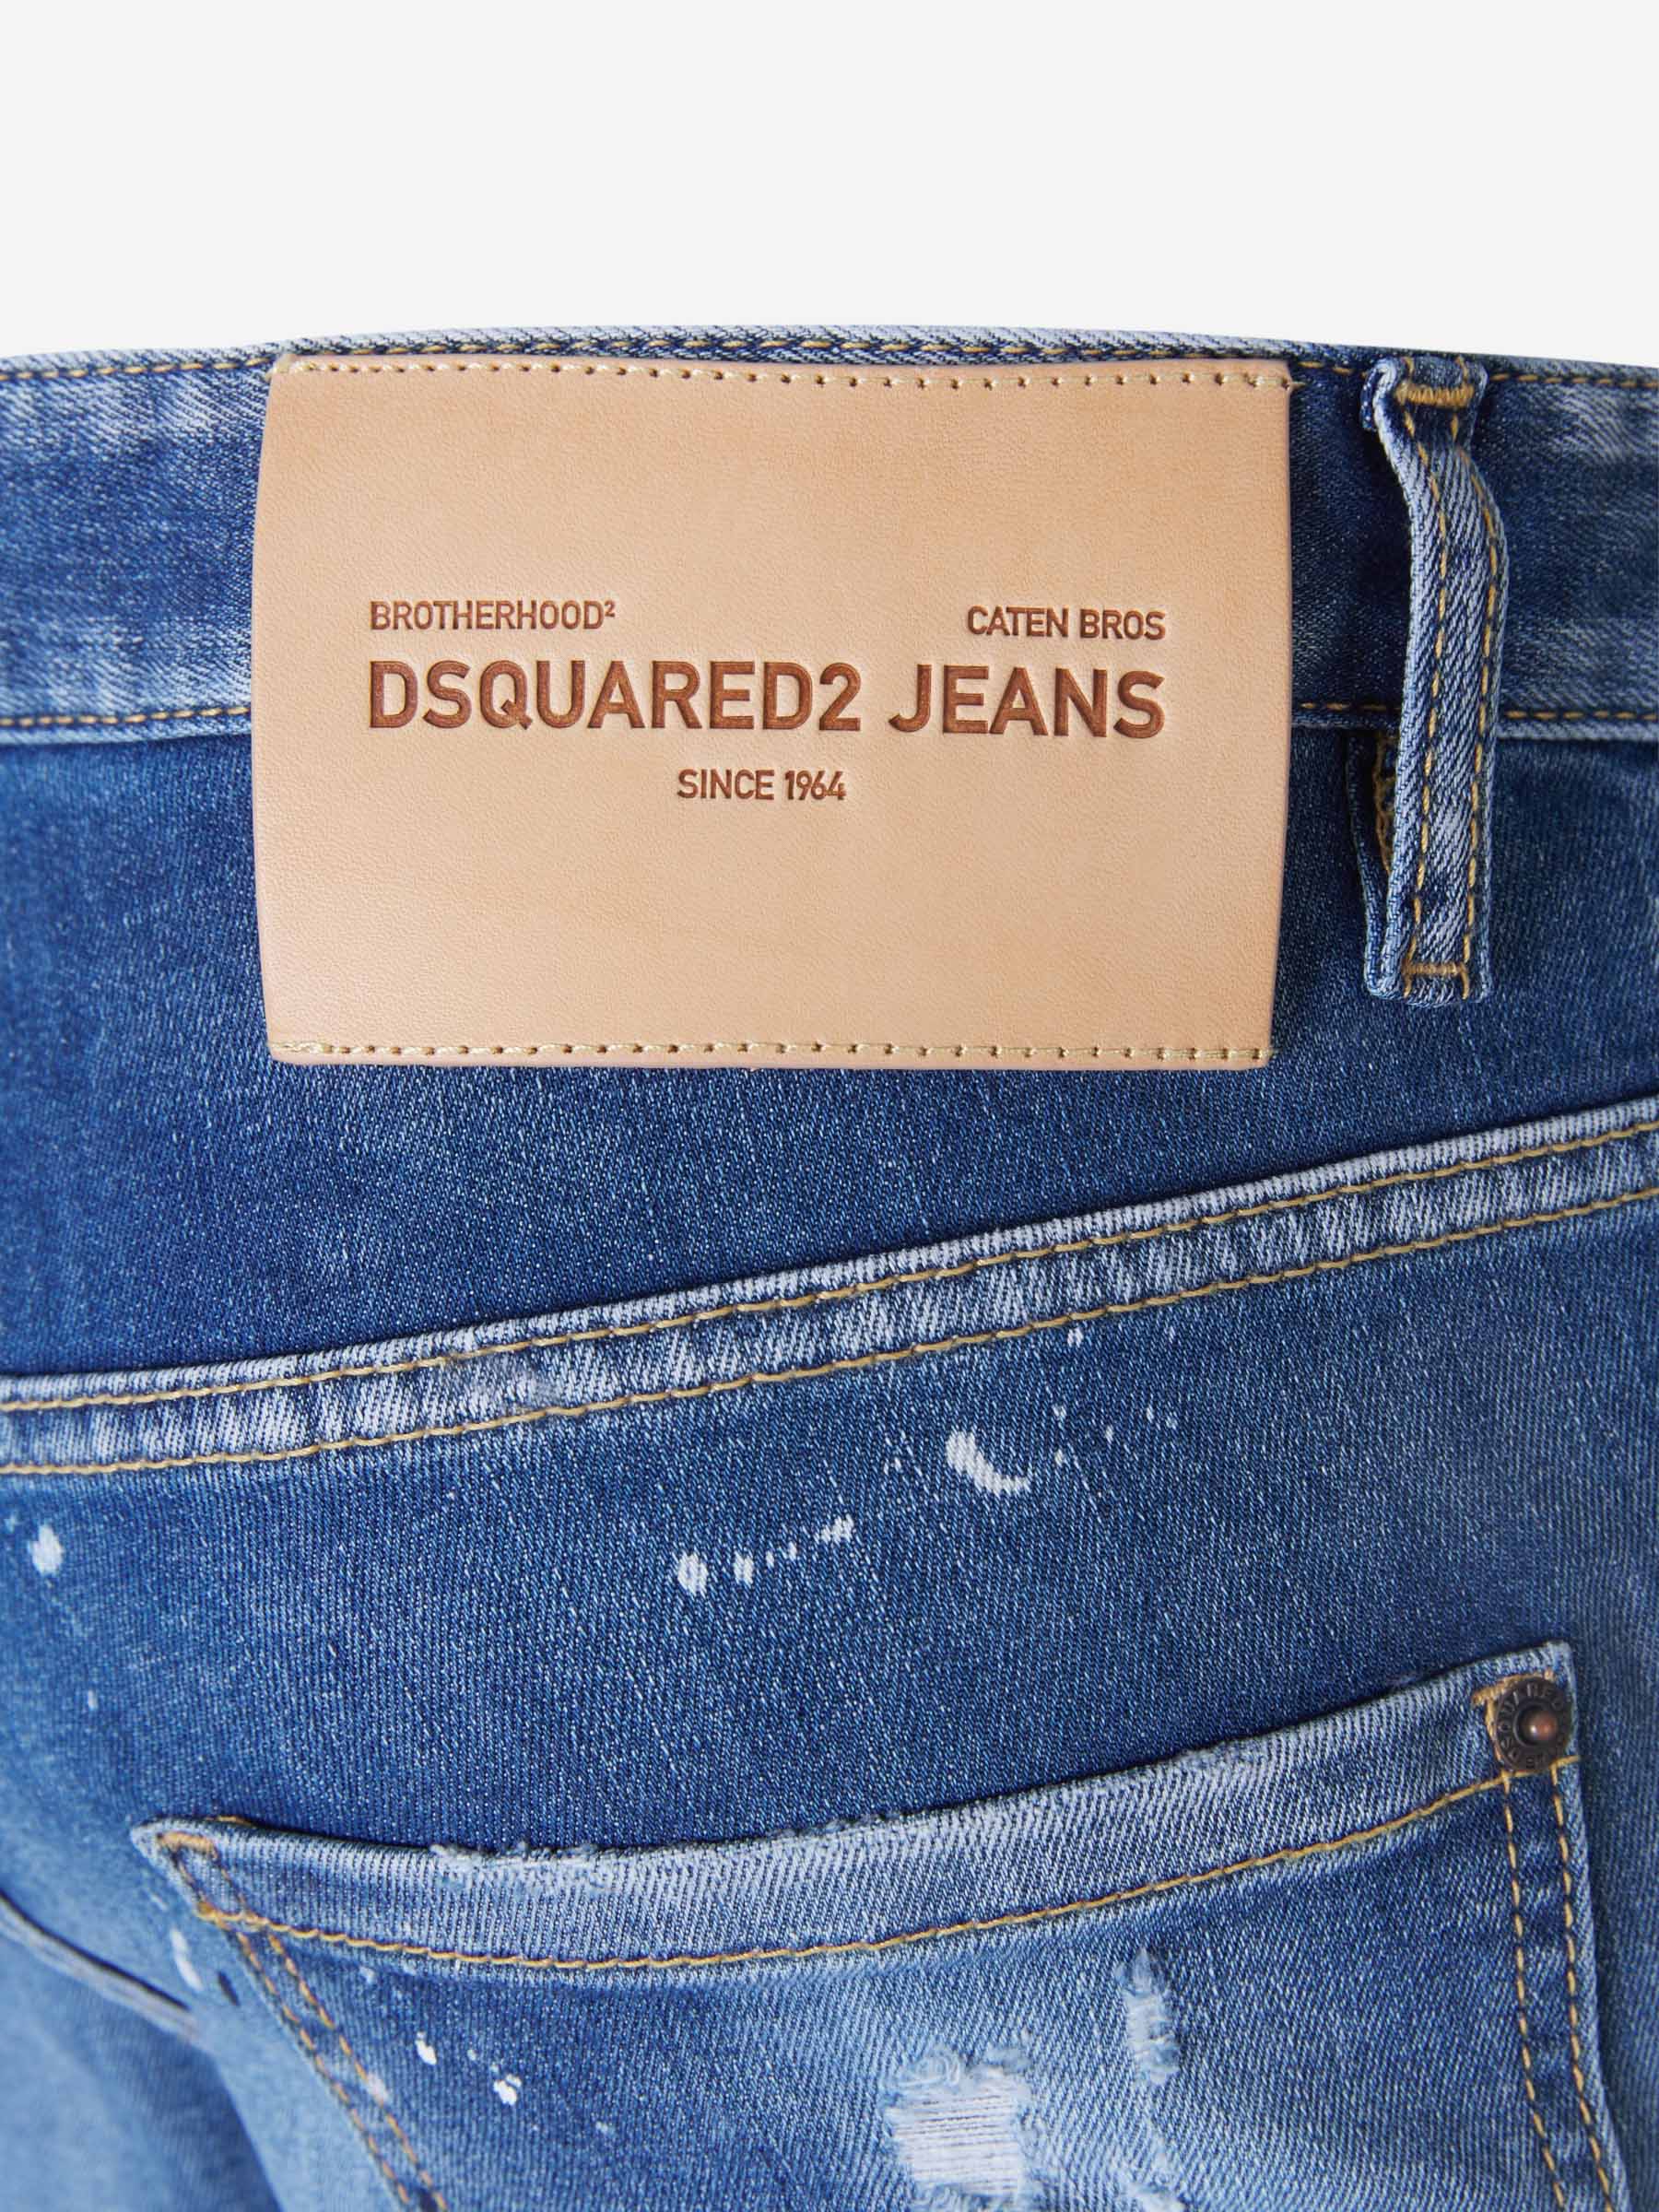 BROTHERHOOD² CATEN BROS
DSQUARED2 JEANS
SINCE 1964